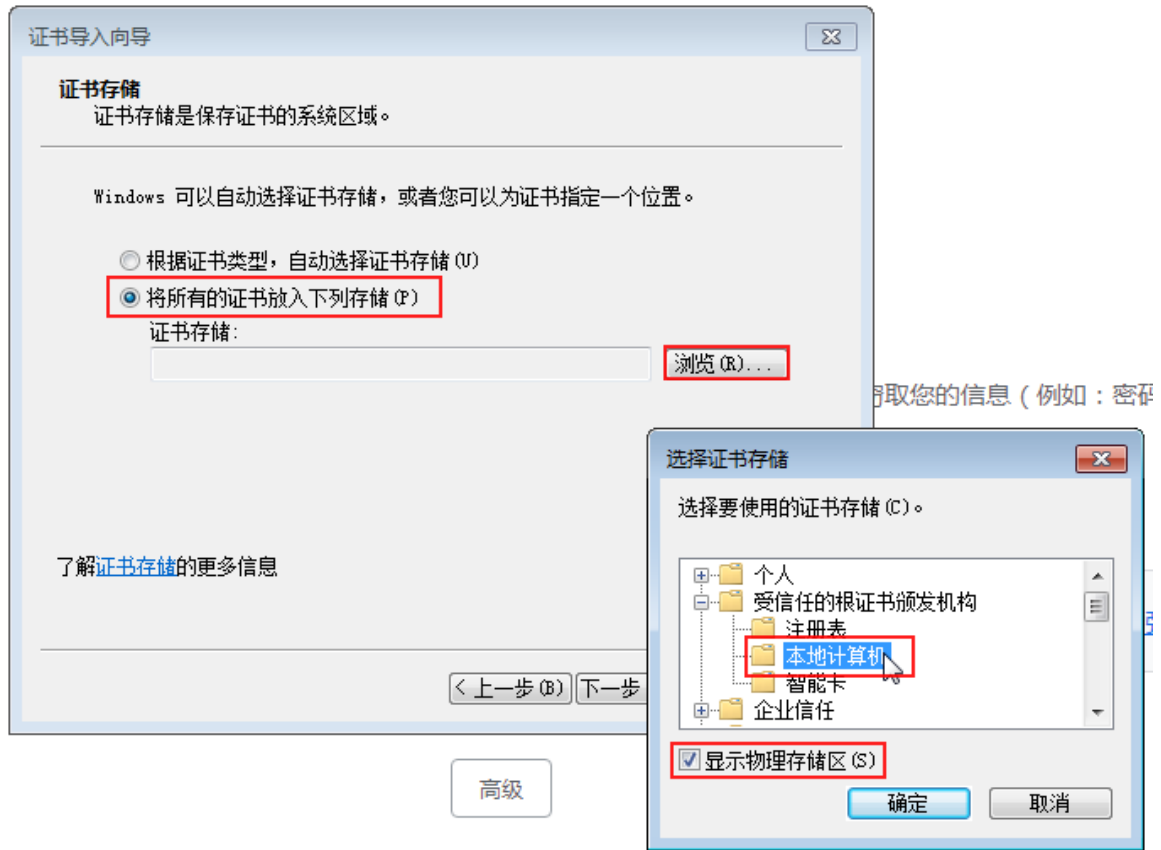 证书导入向导
证书存储
证书存储是保存证书的系统区域。
Windows 可以自动选择证书存储，或者您可以为证书指定一个位置。
根据证书类型，自动选择证书存储(U)
将所有的证书放入下列存储(P)
证书存储:
浏览(R)...
取您的信息（例如：密码
了解证书存储的更多信息
< 上一步(B)
下一步
选择证书存储
选择要使用的证书存储(C)。
个人
受信任的根证书颁发机构
注册表
本地计算机
智能卡
企业信任
显示物理存储区(S)
确定
取消
高级